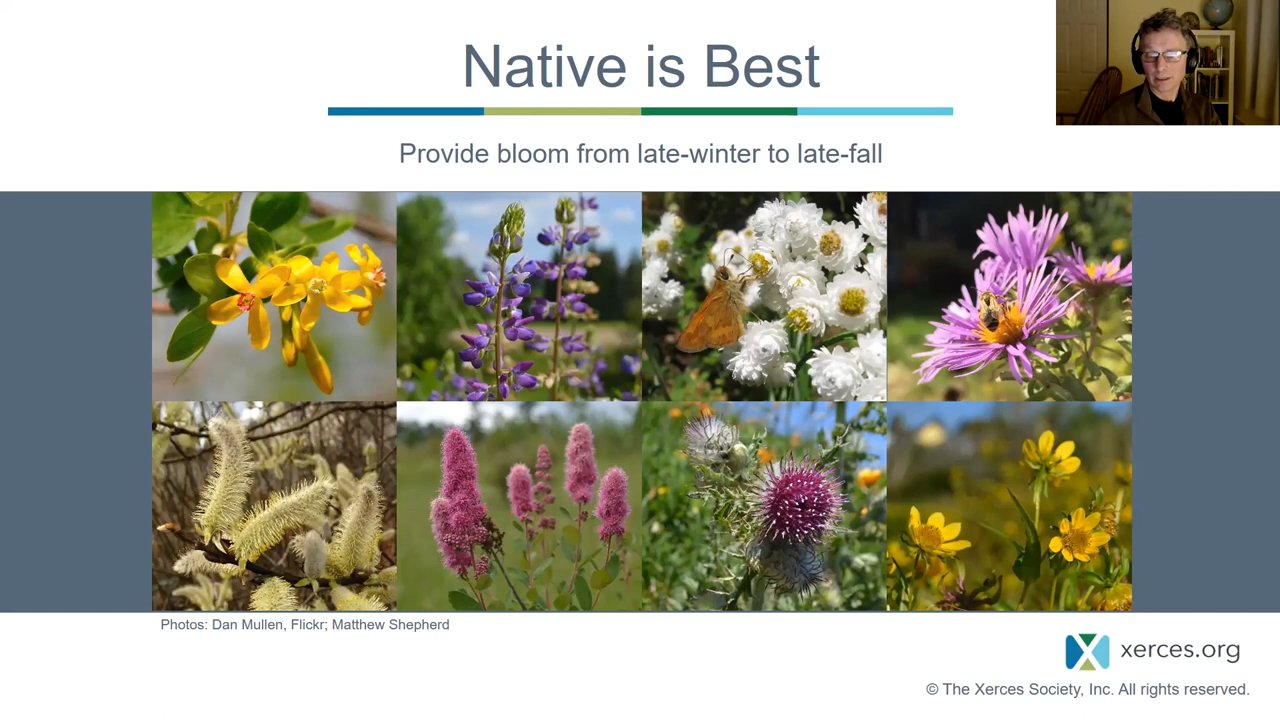 Native is Best
Provide bloom from late-winter to late-fall
Photos: Dan Mullen, Flickr; Matthew Shepherd
xerces.org
© The Xerces Society, Inc. All rights reserved.